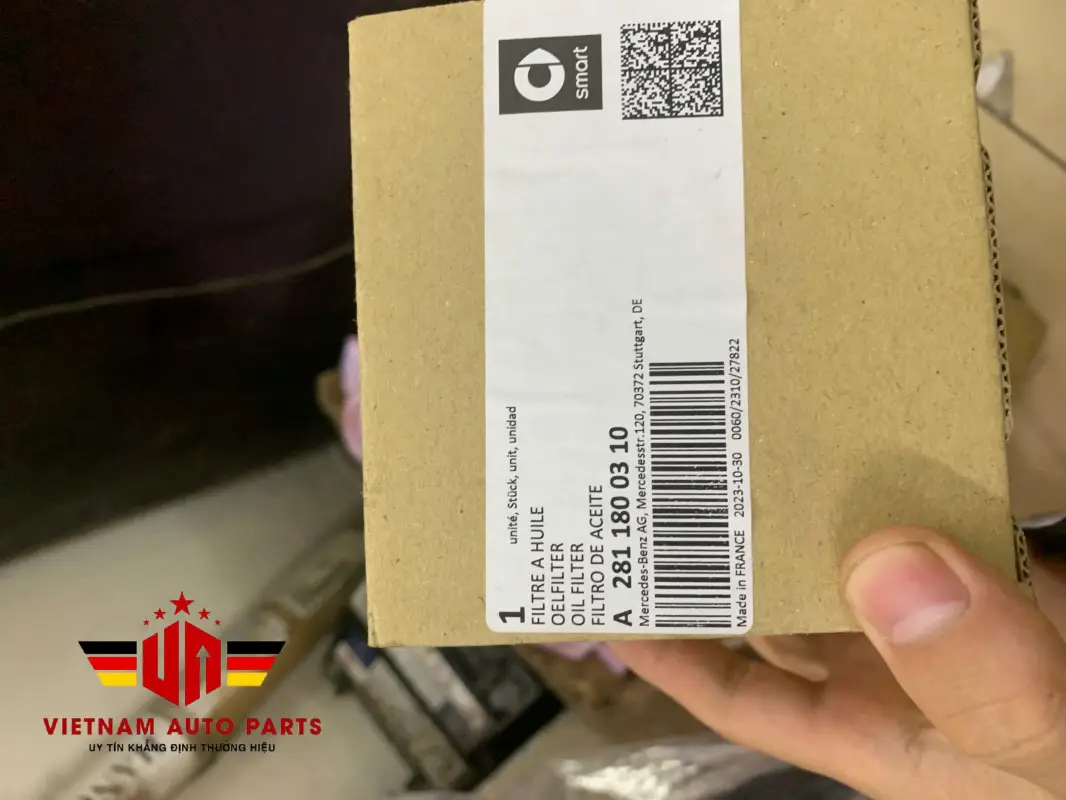 smart
1 unité, Stück, unit, unidad
FILTRE A HUILE
OELFILTER
OIL FILTER
FILTRO DE ACEITE
A 281 180 03 10
Mercedes-Benz AG, Mercedesstr.120, 70372 Stuttgart, DE
Made in FRANCE 2023-10-30 0060/2310/27822
VIETNAM AUTO PARTS
UY TÍN KHẲNG ĐỊNH THƯƠNG HIỆU